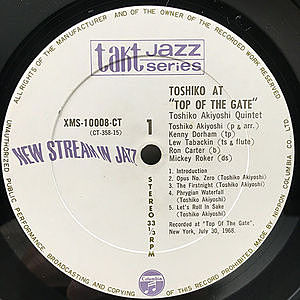 takt jazz
series
TOSHIKO AT
"TOP OF THE GATE"
Toshiko Akiyoshi Quintet
XMS-10008-CT
(CT-358-15)
1
Toshiko Akiyoshi (p & arr.)
Kenny Dorham (tp)
Lew Tabackin (ts & flute)
Ron Carter (b)
Mickey Roker (ds)
NEW STREAM IN JAZZ
STEREO 33 1/3 RPM
1. Introduction
2. Opus No. Zero (Toshiko Akiyoshi)
3. The Firstnight (Toshiko Akiyoshi)
4. Phrygian Waterfall
(Toshiko Akiyoshi)
5. Let's Roll In Sake
(Toshiko Akiyoshi)
Recorded at "Top Of The Gate",
New York, July 30, 1968.
ALL RIGHTS OF THE MANUFACTURER AND OF THE OWNER OF THE RECORDED WORK RESERVED
UNAUTHORIZED PUBLIC PERFORMANCE, BROADCASTING AND COPYING OF THIS RECORD PROHIBITED
MANUFACTURED BY NIPPON COLUMBIA CO., LTD.
Columbia